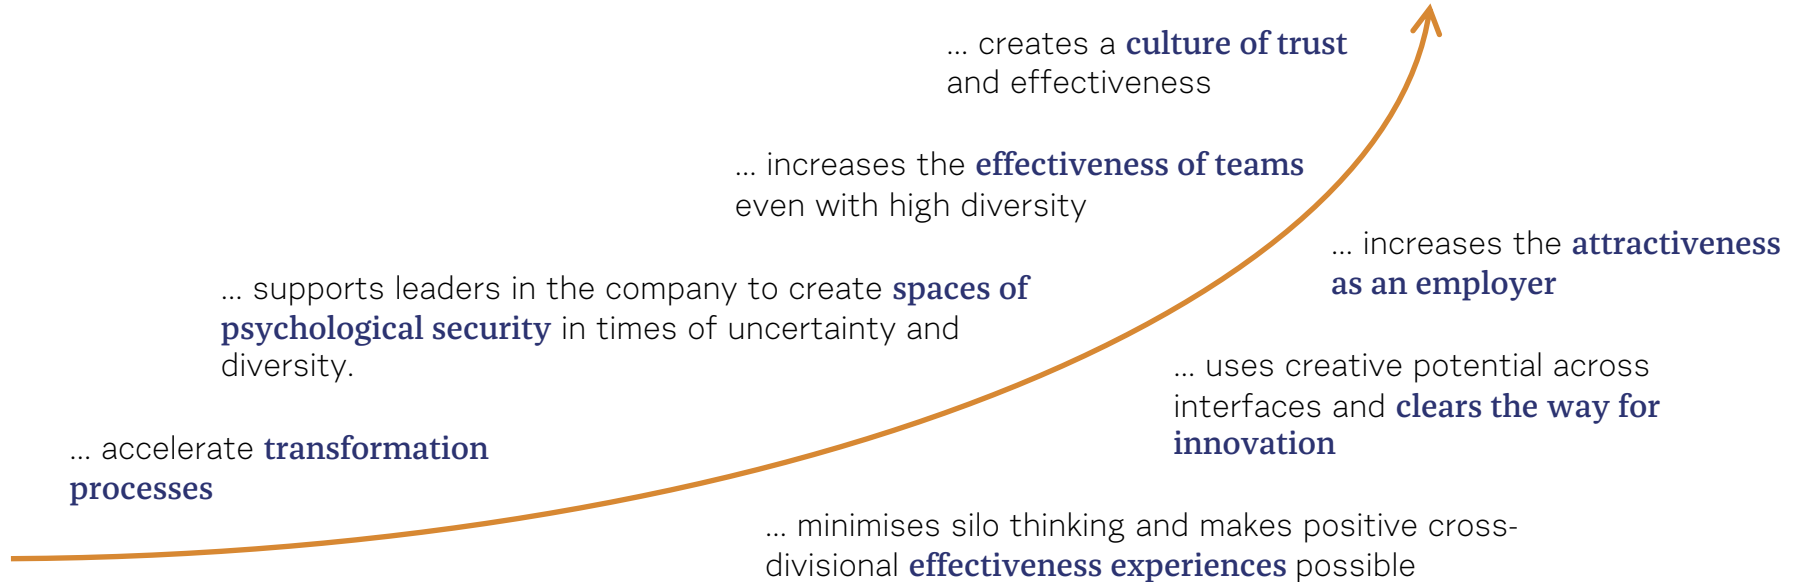 ... creates a culture of trust
and effectiveness
... increases the effectiveness of teams
even with high diversity
... increases the attractiveness
as an employer
... supports leaders in the company to create spaces of
psychological security in times of uncertainty and
diversity.
... uses creative potential across
interfaces and clears the way for
innovation
... accelerate transformation
processes
... minimises silo thinking and makes positive cross-
divisional effectiveness experiences possible